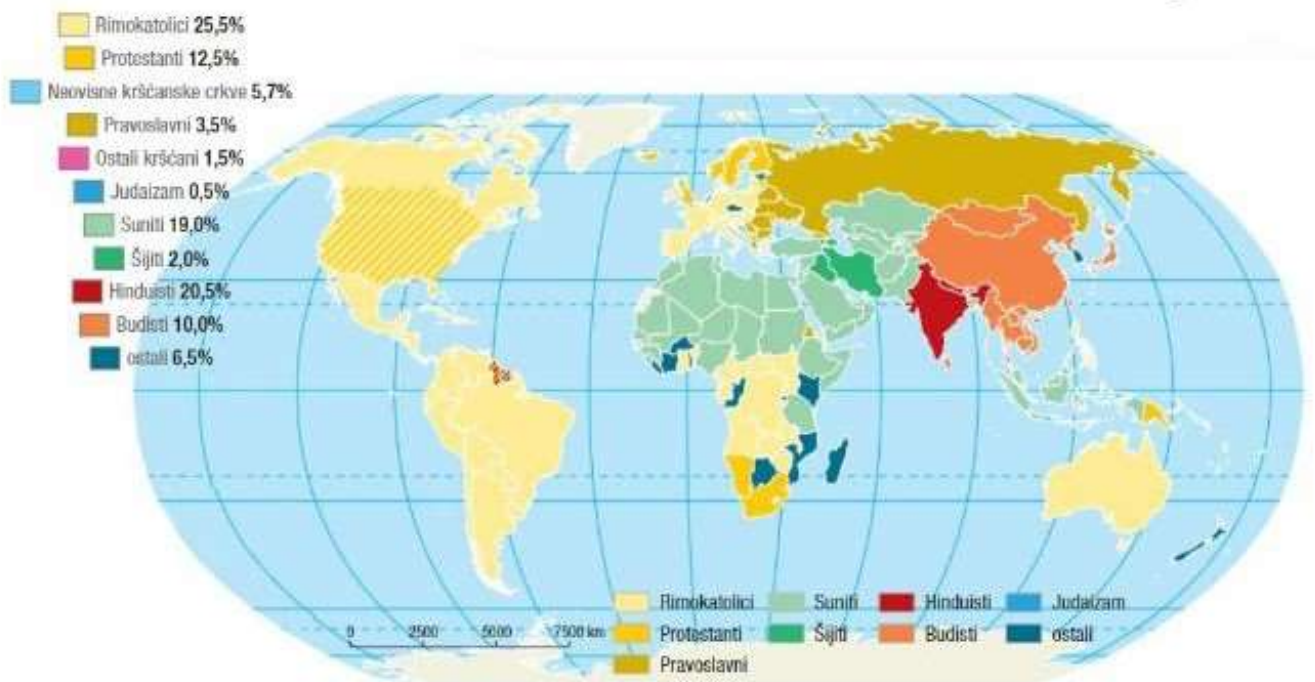 Rimokatolici 25,5%
Protestanti 12,5%
Neovisne kršćanske crkve 5,7%
Pravoslavni 3,5%
Ostali kršćani 1,5%
Judaizam 0,5%
Suniti 19,0%
Šijiti 2,0%
Hinduisti 20,5%
Budisti 10,0%
ostali 6,5%
0 2500 5000 7500 km
Rimokatolici Suniti Hinduisti Judaizam
Protestanti Šijiti Budisti ostali
Pravoslavni